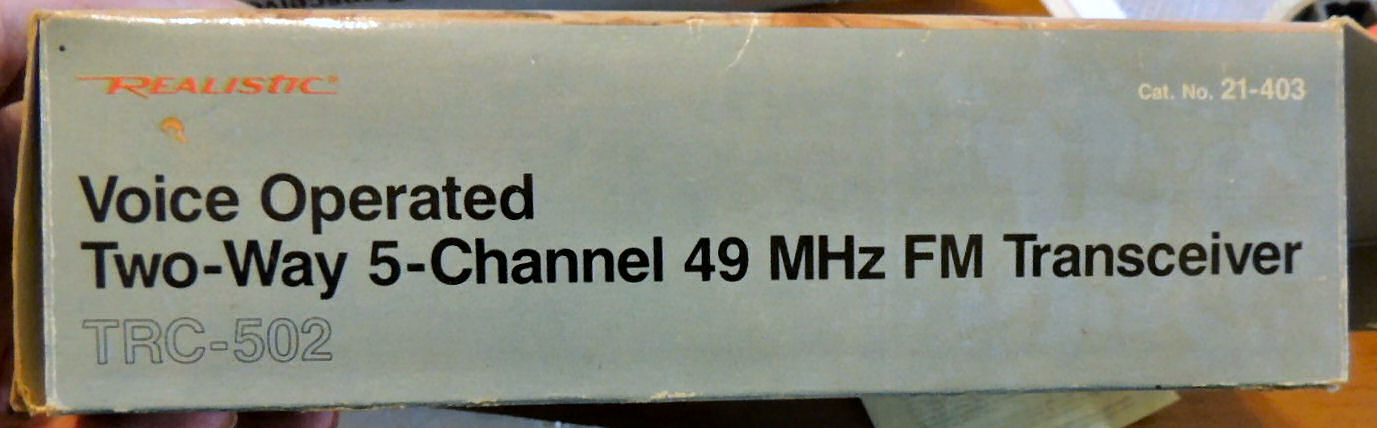 REALISTIC®
Cat. No. 21-403
Voice Operated
Two-Way 5-Channel 49 MHz FM Transceiver
TRC-502